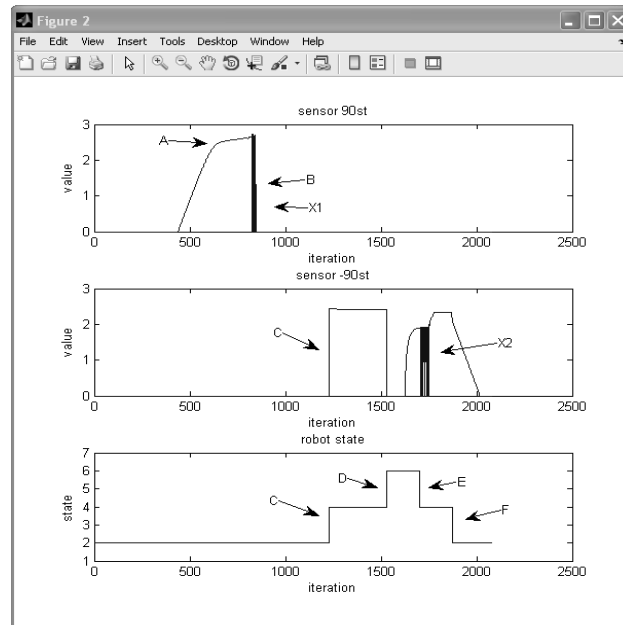 Figure 2
File Edit View Insert Tools Desktop Window Help
sensor 90st
3
2
1
0
value
A
B
X1
0 500 1000 1500 2000 2500
iteration
sensor -90st
3
2
1
0
value
C
X2
0 500 1000 1500 2000 2500
iteration
robot state
7
6
5
4
3
2
1
state
C
D
E
F
0 500 1000 1500 2000 2500
iteration